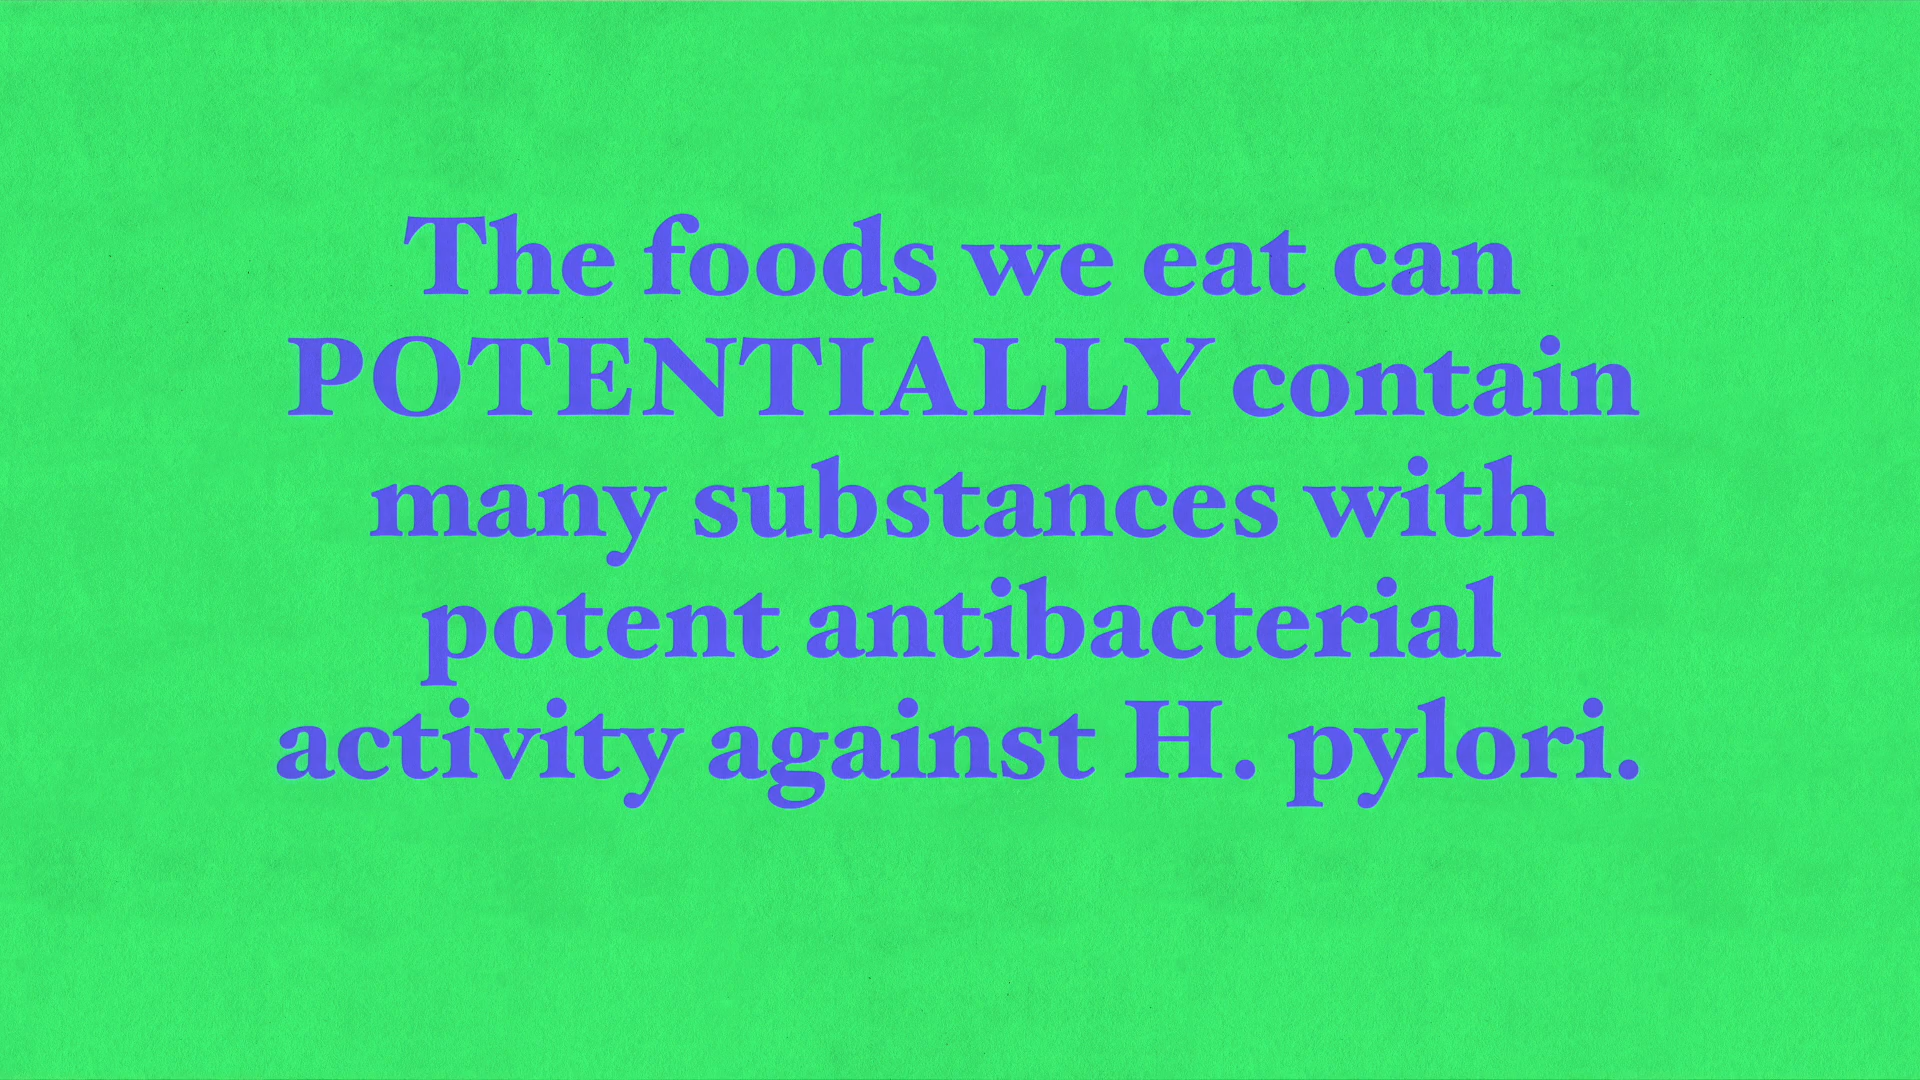 The foods we eat can
POTENTIALLY contain
many substances with
potent antibacterial
activity against H. pylori.